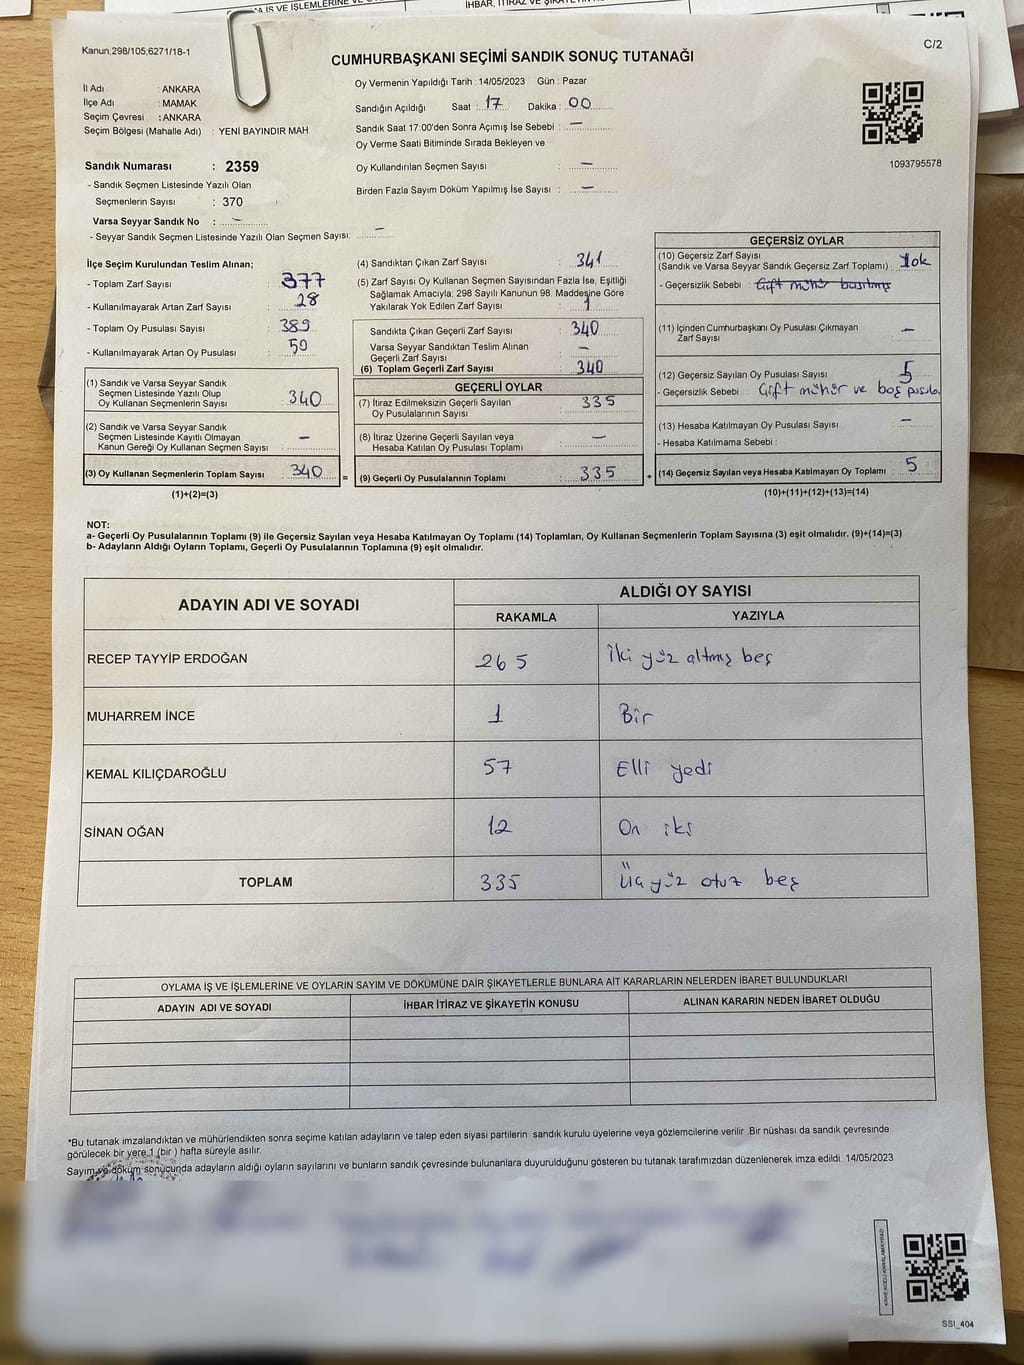 A İŞ VE İŞLEMLERİNE VE
İHBAR, İTİRAZ VE
Kanun:298/105,6271/18-1
CUMHURBAŞKANI SEÇİMİ SANDIK SONUÇ TUTANAĞI
C/2
İl Adı : ANKARA
İlçe Adı : MAMAK
Seçim Çevresi : ANKARA
Seçim Bölgesi (Mahalle Adı) : YENİ BAYINDIR MAH
Sandık Numarası : 2359
- Sandık Seçmen Listesinde Yazılı Olan
Seçmenlerin Sayısı : 370
Varsa Seyyar Sandık No : –
- Seyyar Sandık Seçmen Listesinde Yazılı Olan Seçmen Sayısı: –
Oy Vermenin Yapıldığı Tarih : 14/05/2023 Gün : Pazar
Sandığın Açıldığı Saat : 17 Dakika : 00
Sandık Saat 17:00'den Sonra Açımış İse Sebebi : –
Oy Verme Saati Bitiminde Sırada Bekleyen ve
Oy Kullandırılan Seçmen Sayısı : –
Birden Fazla Sayım Döküm Yapılmış İse Sayısı : –
1093795578
İlçe Seçim Kurulundan Teslim Alınan;
- Toplam Zarf Sayısı : 377
- Kullanılmayarak Artan Zarf Sayısı : 28
- Toplam Oy Pusulası Sayısı : 389
- Kullanılmayarak Artan Oy Pusulası : 50
(1) Sandık ve Varsa Seyyar Sandık
Seçmen Listesinde Yazılı Olup
Oy Kullanan Seçmenlerin Sayısı : 340
(2) Sandık ve Varsa Seyyar Sandık
Seçmen Listesinde Kayıtlı Olmayan
Kanun Gereği Oy Kullanan Seçmen Sayısı : –
(3) Oy Kullanan Seçmenlerin Toplam Sayısı : 340
(1)+(2)=(3)
(4) Sandıktan Çıkan Zarf Sayısı : 341
(5) Zarf Sayısı Oy Kullanan Seçmen Sayısından Fazla İse, Eşitliği
Sağlamak Amacıyla; 298 Sayılı Kanunun 98. Maddesine Göre
Yakılarak Yok Edilen Zarf Sayısı : 1
Sandıkta Çıkan Geçerli Zarf Sayısı : 340
Varsa Seyyar Sandıktan Teslim Alınan
Geçerli Zarf Sayısı : –
(6) Toplam Geçerli Zarf Sayısı : 340
=
GEÇERLİ OYLAR
(7) İtiraz Edilmeksizin Geçerli Sayılan
Oy Pusulalarının Sayısı : 335
(8) İtiraz Üzerine Geçerli Sayılan veya
Hesaba Katılan Oy Pusulası Toplamı : –
(9) Geçerli Oy Pusulalarının Toplamı : 335
+
GEÇERSİZ OYLAR
(10) Geçersiz Zarf Sayısı
(Sandık ve Varsa Seyyar Sandık Geçersiz Zarf Toplamı) : Yok
- Geçersizlik Sebebi : Çift mühür basılmış
(11) İçinden Cumhurbaşkanı Oy Pusulası Çıkmayan
Zarf Sayısı : –
(12) Geçersiz Sayılan Oy Pusulası Sayısı : 5
- Geçersizlik Sebebi : Çift mühür ve boş pusula
(13) Hesaba Katılmayan Oy Pusulası Sayısı : –
- Hesaba Katılmama Sebebi :
(14) Geçersiz Sayılan veya Hesaba Katılmayan Oy Toplamı : 5
(10)+(11)+(12)+(13)=(14)
NOT:
a- Geçerli Oy Pusulalarının Toplamı (9) ile Geçersiz Sayılan veya Hesaba Katılmayan Oy Toplamı (14) Toplamları, Oy Kullanan Seçmenlerin Toplam Sayısına (3) eşit olmalıdır. (9)+(14)=(3)
b- Adayların Aldığı Oyların Toplamı, Geçerli Oy Pusulalarının Toplamına (9) eşit olmalıdır.
ADAYIN ADI VE SOYADI
ALDIĞI OY SAYISI
RAKAMLA YAZIYLA
RECEP TAYYİP ERDOĞAN 265 İki yüz altmış beş
MUHARREM İNCE 1 Bir
KEMAL KILIÇDAROĞLU 57 Elli yedi
SİNAN OĞAN 12 On iki
TOPLAM 335 Üç yüz otuz beş
OYLAMA İŞ VE İŞLEMLERİNE VE OYLARIN SAYIM VE DÖKÜMÜNE DAİR ŞİKAYETLERLE BUNLARA AİT KARARLARIN NELERDEN İBARET BULUNDUKLARI
ADAYIN ADI VE SOYADI İHBAR İTİRAZ VE ŞİKAYETİN KONUSU ALINAN KARARIN NEDEN İBARET OLDUĞU
*Bu tutanak imzalandıktan ve mühürlendikten sonra seçime katılan adayların ve talep eden siyasi partilerin sandık kurulu üyelerine veya gözlemcilerine verilir .Bir nüshası da sandık çevresinde
görülecek bir yere 1 (bir ) hafta süreyle asılır.
Sayım ve döküm sonucunda adayların aldığı oyların sayılarını ve bunların sandık çevresinde bulunanlara duyurulduğunu gösteren bu tutanak tarafımızdan düzenlenerek imza edildi. 14/05/2023
SSI_404